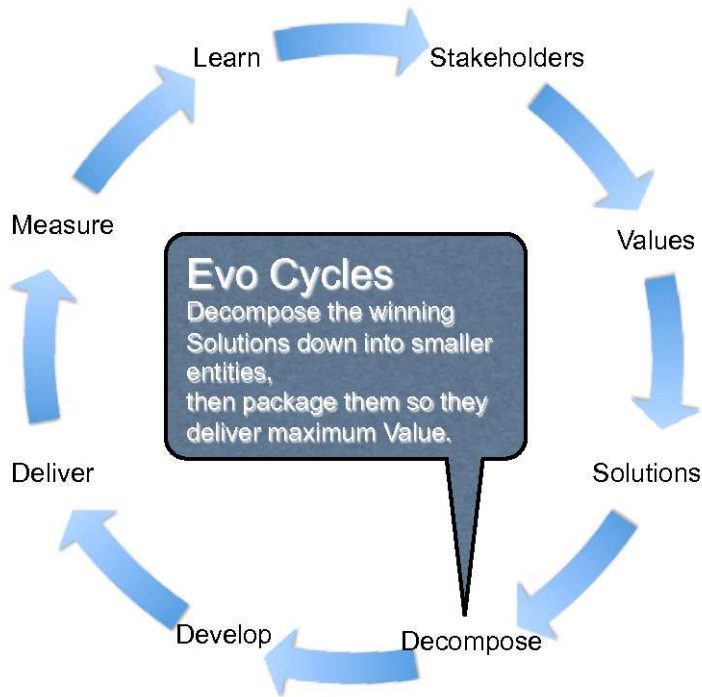 Learn
Stakeholders
Measure
Values
Evo Cycles
Decompose the winning
Solutions down into smaller
entities,
then package them so they
deliver maximum Value.
Deliver
Solutions
Develop
Decompose